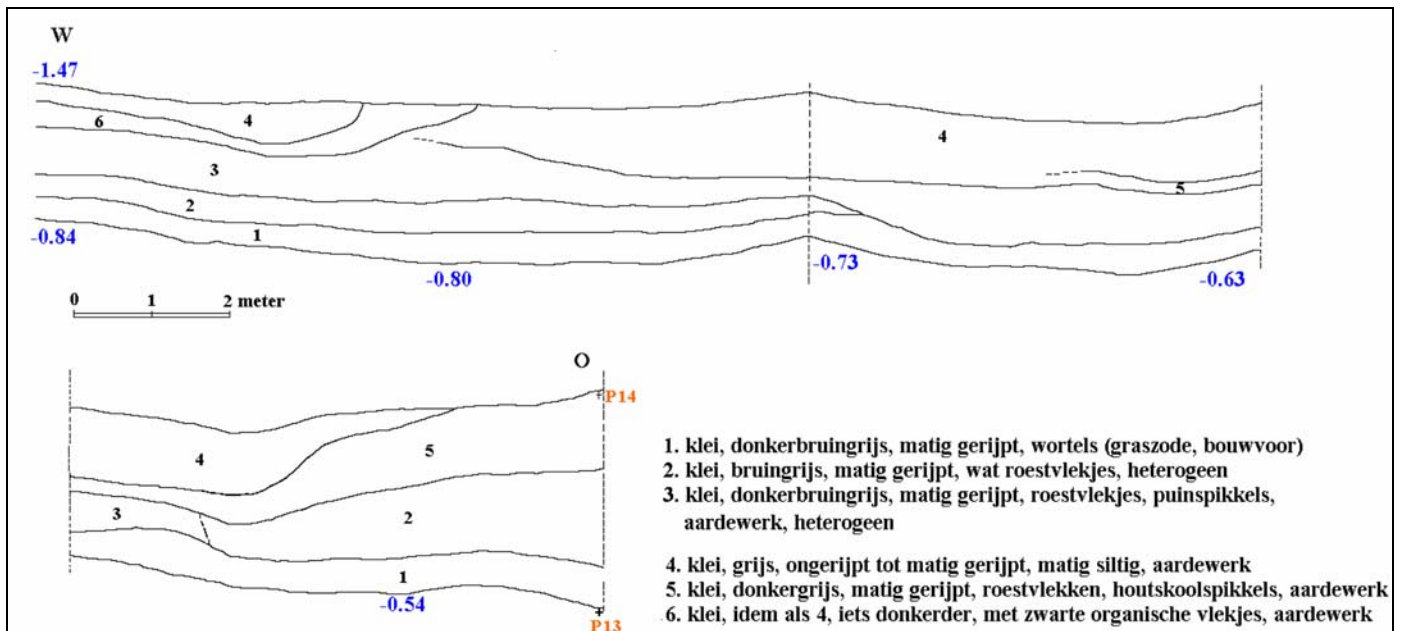 W
-1.47
6
4
4
3
5
2
1
-0.84
-0.80
-0.73
-0.63
0 1 2 meter
O
P14
4
5
3
2
1
-0.54
P13
1. klei, donkerbruingrijs, matig gerijpt, wortels (graszode, bouwvoor)
2. klei, bruingrijs, matig gerijpt, wat roestvlekjes, heterogeen
3. klei, donkerbruingrijs, matig gerijpt, roestvlekjes, puinspikkels,
aardewerk, heterogeen
4. klei, grijs, ongerijpt tot matig gerijpt, matig siltig, aardewerk
5. klei, donkergrijs, matig gerijpt, roestvlekken, houtskoolspikkels, aardewerk
6. klei, idem als 4, iets donkerder, met zwarte organische vlekjes, aardewerk